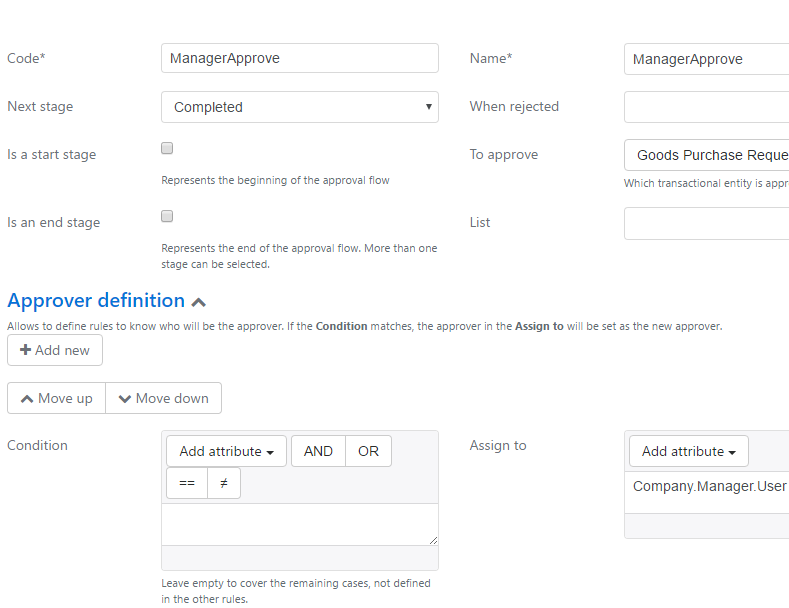 Code* ManagerApprove Name* ManagerApprove
Next stage Completed When rejected
Is a start stage To approve Goods Purchase Reque
Represents the beginning of the approval flow Which transactional entity is appr
Is an end stage List
Represents the end of the approval flow. More than one
stage can be selected.
Approver definition
Allows to define rules to know who will be the approver. If the Condition matches, the approver in the Assign to will be set as the new approver.
Add new
Move up Move down
Condition Add attribute AND OR Assign to Add attribute
== ≠ Company.Manager.User
Leave empty to cover the remaining cases, not defined
in the other rules.